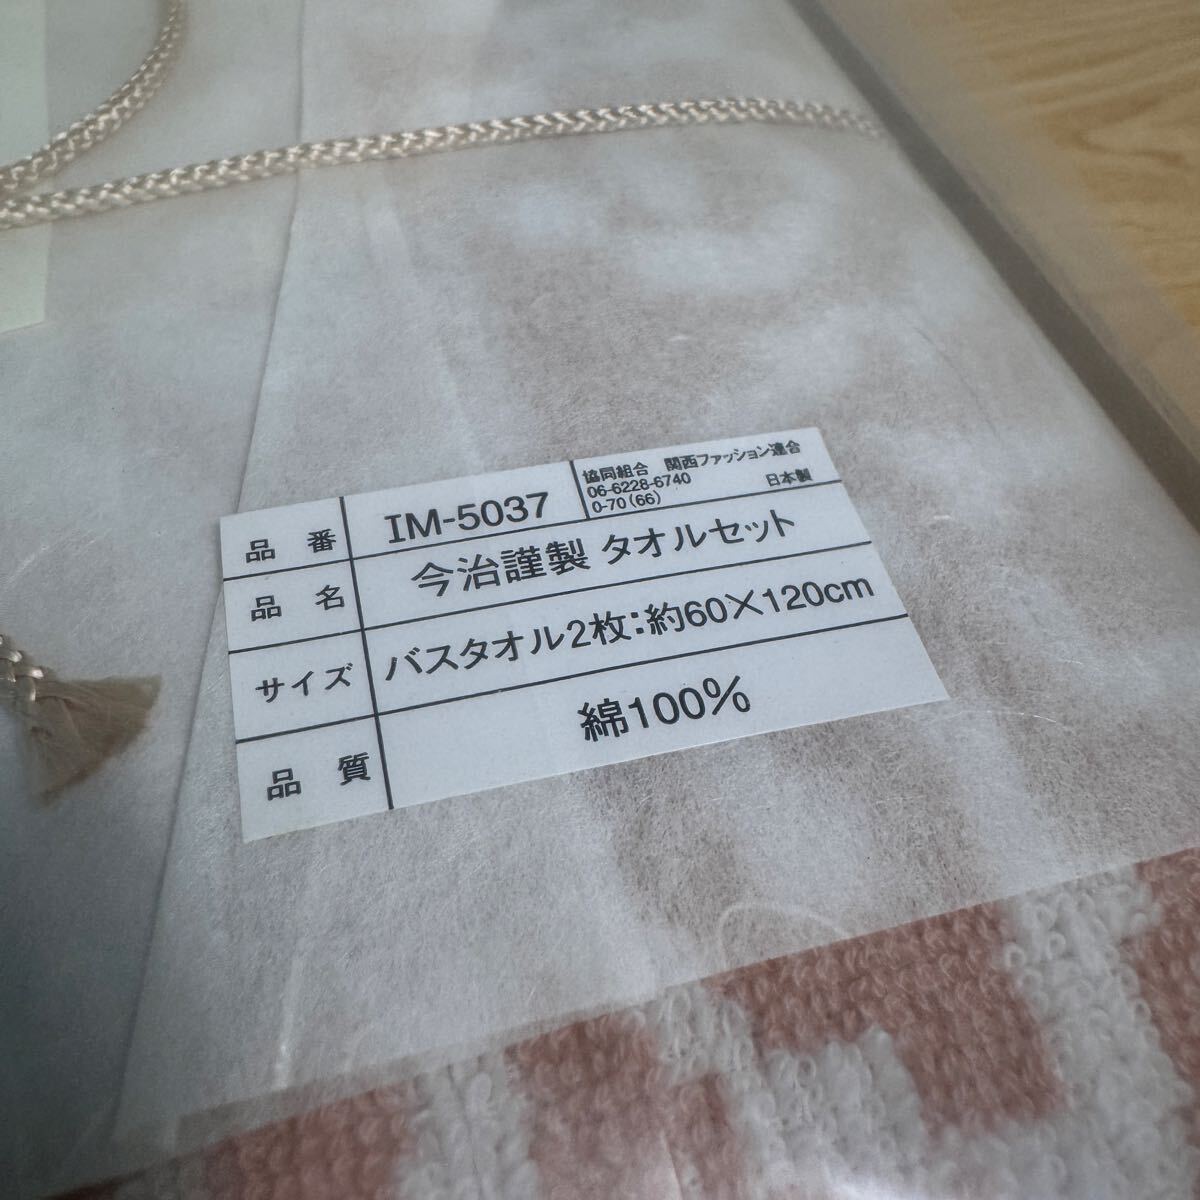 品番 IM-5037
協同組合 関西ファッション連合
06-6228-6740
0-70(66) 日本製
品名 今治謹製 タオルセット
サイズ バスタオル2枚:約60×120cm
品質 綿100%